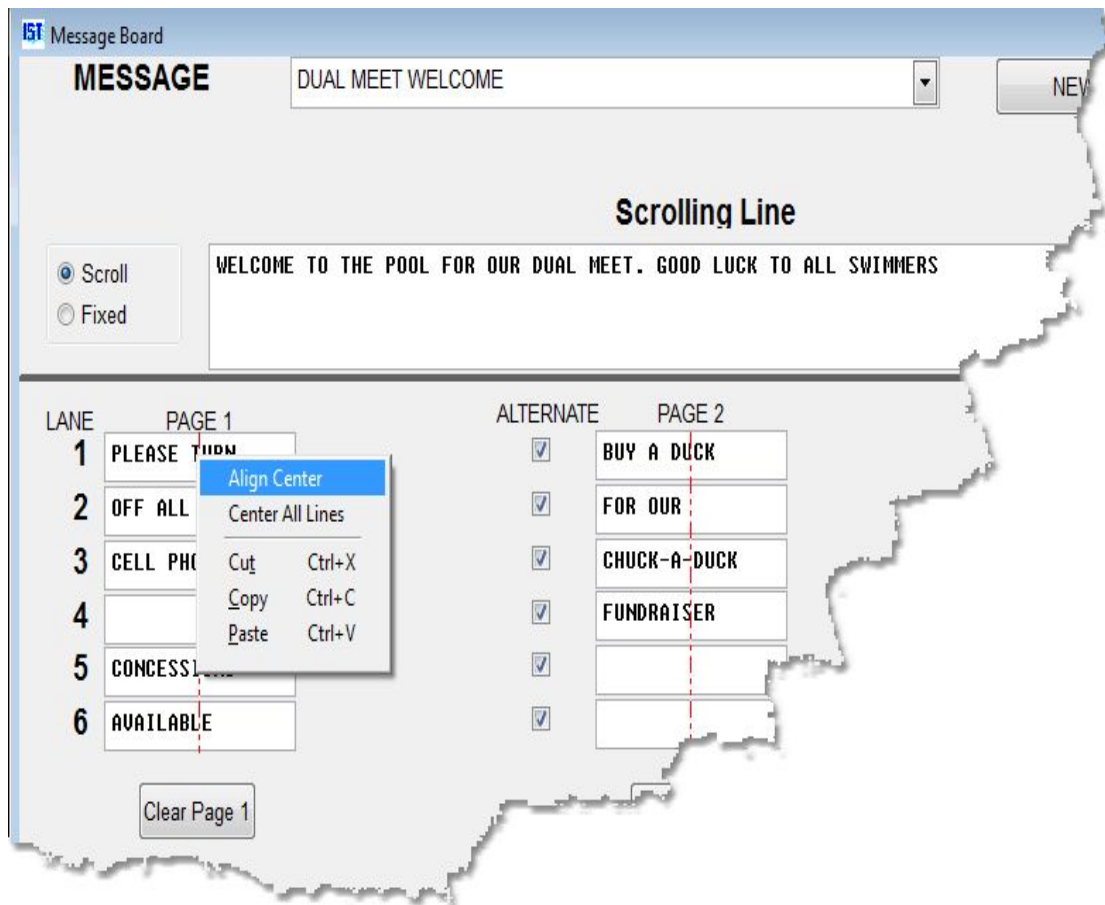 IST Message Board
MESSAGE DUAL MEET WELCOME
Scrolling Line
Scroll
Fixed
WELCOME TO THE POOL FOR OUR DUAL MEET. GOOD LUCK TO ALL SWIMMERS
LANE PAGE 1 ALTERNATE PAGE 2
1 PLEASE TURN BUY A DUCK
2 OFF ALL FOR OUR
3 CELL CHUCK-A-DUCK
4 FUNDRAISER
5
6 AVAILABLE
Align Center
Center All Lines
Cut Ctrl+X
Copy Ctrl+C
Paste Ctrl+V
Clear Page 1